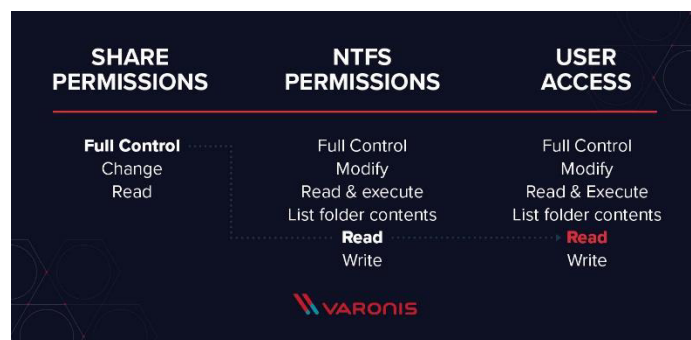 SHARE
PERMISSIONS
NTFS
PERMISSIONS
USER
ACCESS
Full Control
Change
Read
Full Control
Modify
Read & execute
List folder contents
Read
Write
Full Control
Modify
Read & Execute
List folder contents
Read
Write
VARONIS